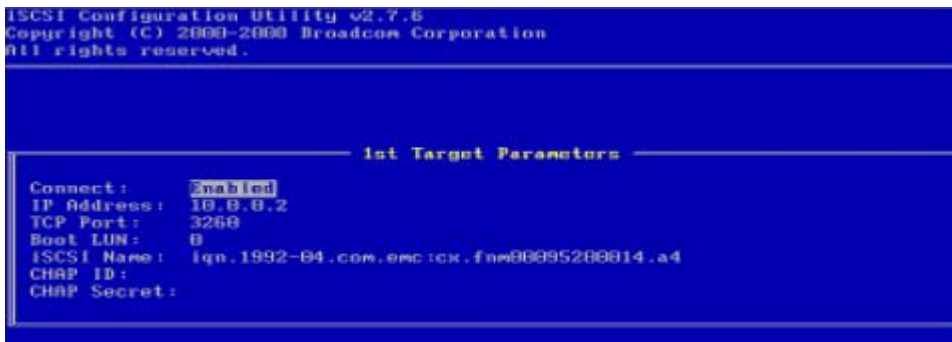 iSCSI Configuration Utility v2.7.6
Copyright (C) 2000-2008 Broadcom Corporation
All rights reserved.
1st Target Parameters
Connect: Enabled
IP Address: 10.0.0.2
TCP Port: 3260
Boot LUN: 0
iSCSI Name: iqn.1992-04.com.emc:cx.fnm00095200014.a4
CHAP ID:
CHAP Secret: